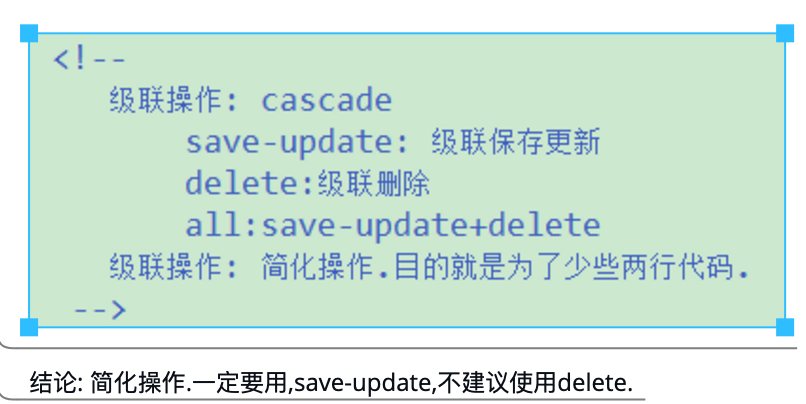 <!--
级联操作: cascade
save-update: 级联保存更新
delete:级联删除
all:save-update+delete
级联操作: 简化操作.目的就是为了少些两行代码.
-->
结论: 简化操作.一定要用,save-update,不建议使用delete.